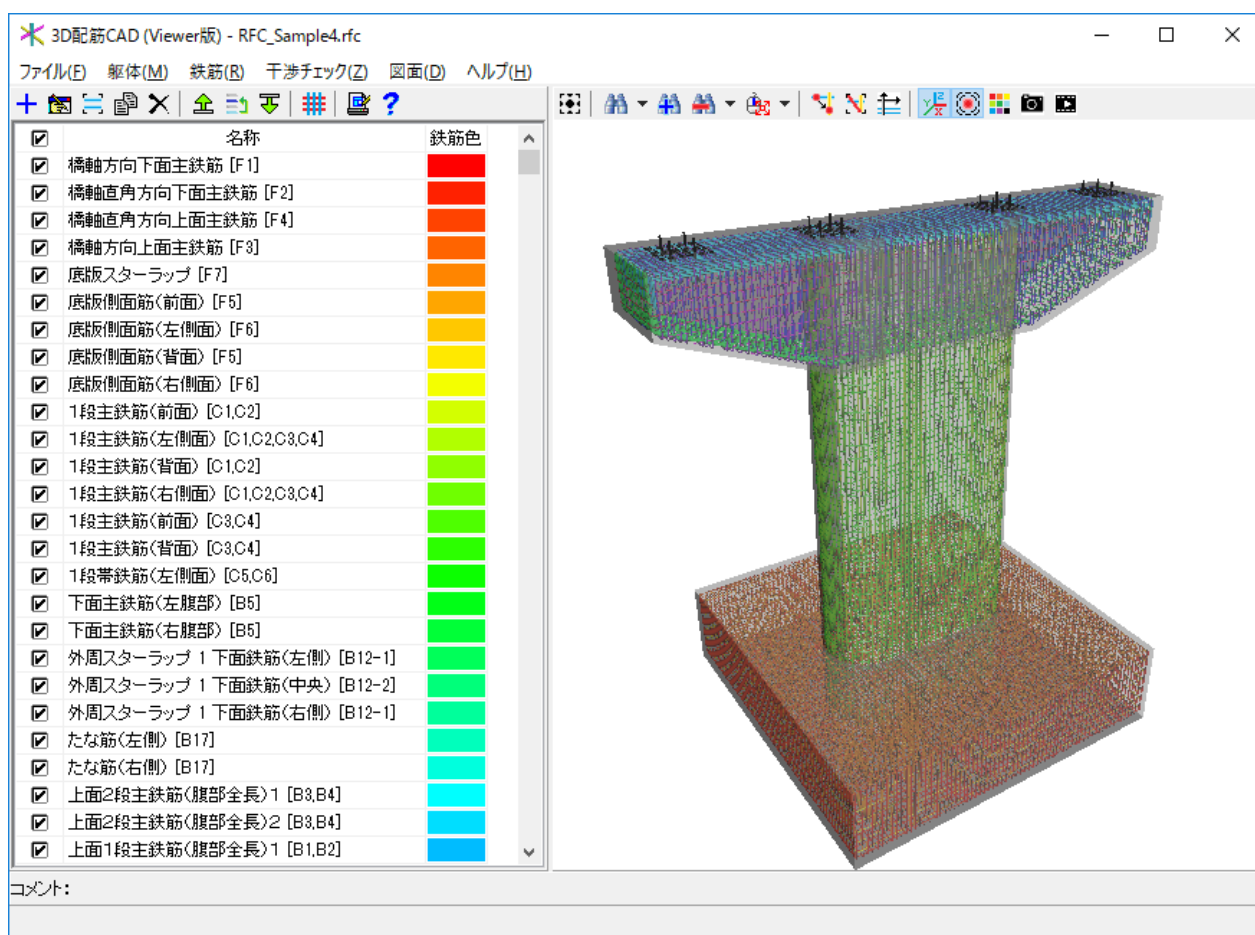 3D配筋CAD (Viewer版) - RFC_Sample4.rfc
ファイル(F) 躯体(M) 鉄筋(R) 干渉チェック(Z) 図面(D) ヘルプ(H)
名称 鉄筋色
橋軸方向下面主鉄筋 [F1]
橋軸直角方向下面主鉄筋 [F2]
橋軸直角方向上面主鉄筋 [F4]
橋軸方向上面主鉄筋 [F3]
底版スターラップ [F7]
底版側面筋(前面) [F5]
底版側面筋(左側面) [F6]
底版側面筋(背面) [F5]
底版側面筋(右側面) [F6]
1段主鉄筋(前面) [C1,C2]
1段主鉄筋(左側面) [C1,C2,C3,C4]
1段主鉄筋(背面) [C1,C2]
1段主鉄筋(右側面) [C1,C2,C3,C4]
1段主鉄筋(前面) [C3,C4]
1段主鉄筋(背面) [C3,C4]
1段帯鉄筋(左側面) [C5,C6]
下面主鉄筋(左腹部) [B5]
下面主鉄筋(右腹部) [B5]
外周スターラップ 1 下面鉄筋(左側) [B12-1]
外周スターラップ 1 下面鉄筋(中央) [B12-2]
外周スターラップ 1 下面鉄筋(右側) [B12-1]
たな筋(左側) [B17]
たな筋(右側) [B17]
上面2段主鉄筋(腹部全長)1 [B3,B4]
上面2段主鉄筋(腹部全長)2 [B3,B4]
上面1段主鉄筋(腹部全長)1 [B1,B2]
コメント: